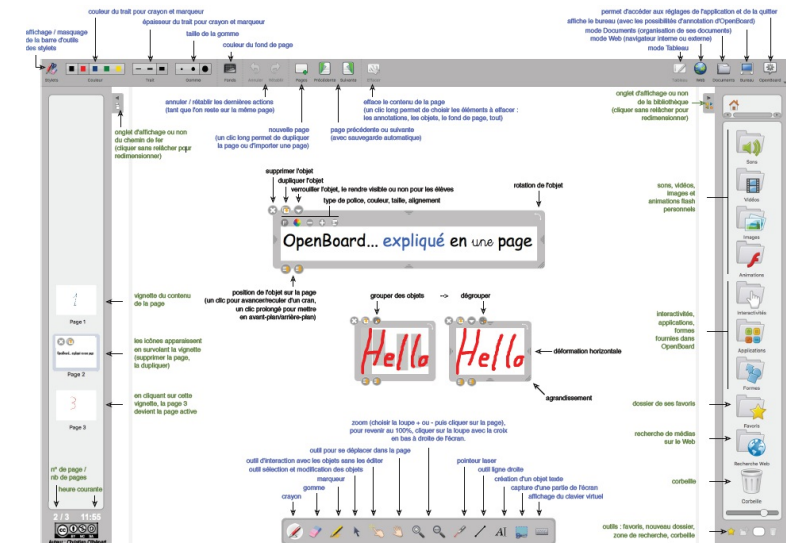 couleur du trait pour crayon et marqueur
épaisseur du trait pour crayon et marqueur
taille de la gomme
couleur du fond de page
affichage / masquage
de la barre d'outils
des stylets
permet d'accéder aux réglages de l'application et de la quitter
affiche le bureau (avec les possibilités d'annotation d'OpenBoard)
mode Documents (organisation de ses documents)
mode Web (navigateur interne ou externe)
mode Tableau
Stylets
Couleur
Trait
Gomme
Fonds
Annuler
Rétablir
Pages
Précédente
Suivante
Effacer
Tableau
Web
Documents
Bureau
OpenBoard
annuler / rétablir les dernières actions
(tant que l'on reste sur la même page)
efface le contenu de la page
(un clic long permet de choisir les éléments à effacer :
les annotations, les objets, le fond de page, tout)
nouvelle page
(un clic long permet de dupliquer
la page ou d'importer une page)
page précédente ou suivante
(avec sauvegarde automatique)
onglet d'affichage ou non
du chemin de fer
(cliquer sans relâcher pour
redimensionner)
onglet d'affichage ou non
de la bibliothèque
(cliquer sans relâcher pour
redimensionner)
supprimer l'objet
dupliquer l'objet
verrouiller l'objet, le rendre visible ou non pour les élèves
type de police, couleur, taille, alignement
rotation de l'objet
OpenBoard... expliqué en une page
position de l'objet sur la page
(un clic pour avancer/reculer d'un cran,
un clic prolongé pour mettre
en avant-plan/arrière-plan)
grouper des objets –> dégrouper
Hello
Hello
déformation horizontale
agrandissement
1
Page 1
vignette du contenu
de la page
Page 2
les icônes apparaissent
en survolant la vignette
(supprimer la page,
la dupliquer)
3
Page 3
en cliquant sur cette
vignette, la page 3
devient la page active
n° de page /
nb de pages
heure courante
2 / 3 11:55
BY NC SA
sons, vidéos,
images et
animations flash
personnels
Sons
Vidéos
Images
Animations
interactivités,
applications,
formes
fournies dans
OpenBoard
Interactivités
Applications
Formes
dossier de ses favoris
Favoris
recherche de médias
sur le Web
Recherche Web
corbeille
Corbeille
outils : favoris, nouveau dossier,
zone de recherche, corbeille
zoom (choisir la loupe + ou - puis cliquer sur la page),
pour revenir au 100%, cliquer sur la loupe avec la croix
en bas à droite de l'écran.
outil pour se déplacer dans la page
outil d'interaction avec les objets sans les éditer
outil sélection et modification des objets
marqueur
gomme
crayon
pointeur laser
outil ligne droite
création d'un objet texte
capture d'une partie de l'écran
affichage du clavier virtuel
AI